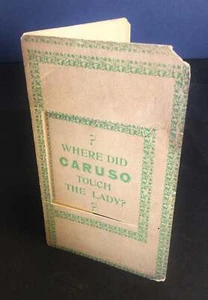 ?
WHERE DID
CARUSO
TOUCH
THE LADY?
?